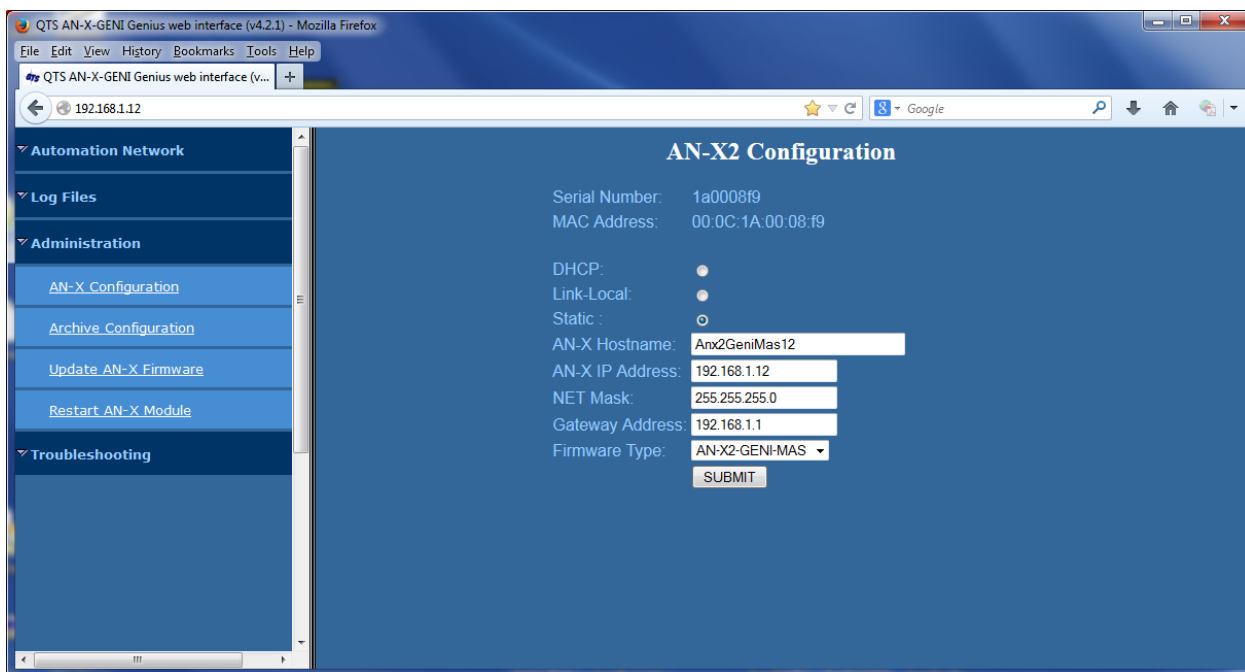 QTS AN-X-GENI Genius web interface (v4.2.1) - Mozilla Firefox
File Edit View History Bookmarks Tools Help
QTS QTS AN-X-GENI Genius web interface (v... +
192.168.1.12
8 Google
Automation Network
Log Files
Administration
AN-X Configuration
Archive Configuration
Update AN-X Firmware
Restart AN-X Module
Troubleshooting
AN-X2 Configuration
Serial Number: 1a0008f9
MAC Address: 00:0C:1A:00:08:f9
DHCP:
Link-Local:
Static :
AN-X Hostname: Anx2GeniMas12
AN-X IP Address: 192.168.1.12
NET Mask: 255.255.255.0
Gateway Address: 192.168.1.1
Firmware Type: AN-X2-GENI-MAS
SUBMIT